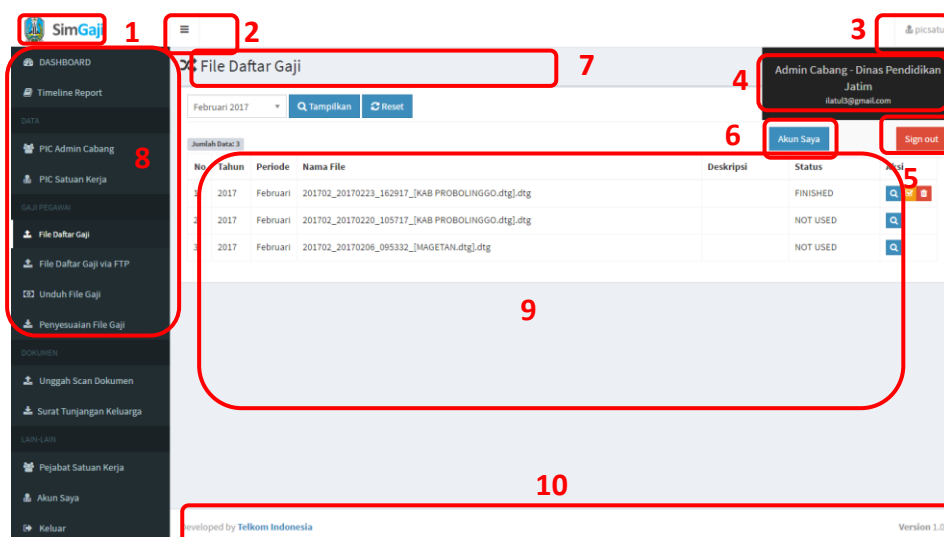 SimGaji
1
2
3
picsatu
DASHBOARD
Timeline Report
DATA
PIC Admin Cabang
PIC Satuan Kerja
8
GAJI PEGAWAI
File Daftar Gaji
File Daftar Gaji via FTP
Unduh File Gaji
Penyesuaian File Gaji
DOKUMEN
Unggah Scan Dokumen
Surat Tunjangan Keluarga
LAIN-LAIN
Pejabat Satuan Kerja
Akun Saya
Keluar
File Daftar Gaji
7
4
Admin Cabang - Dinas Pendidikan
Jatim
ilatul3@gmail.com
Februari 2017 Tampilkan Reset
6
Akun Saya
Sign out
5
Jumlah Data: 3
No Tahun Periode Nama File Deskripsi Status Aksi
1 2017 Februari 201702_20170223_162917_[KAB PROBOLINGGO.dtg].dtg FINISHED
2 2017 Februari 201702_20170220_105717_[KAB PROBOLINGGO.dtg].dtg NOT USED
3 2017 Februari 201702_20170206_095332_[MAGETAN.dtg].dtg NOT USED
9
10
Developed by Telkom Indonesia
Version 1.0